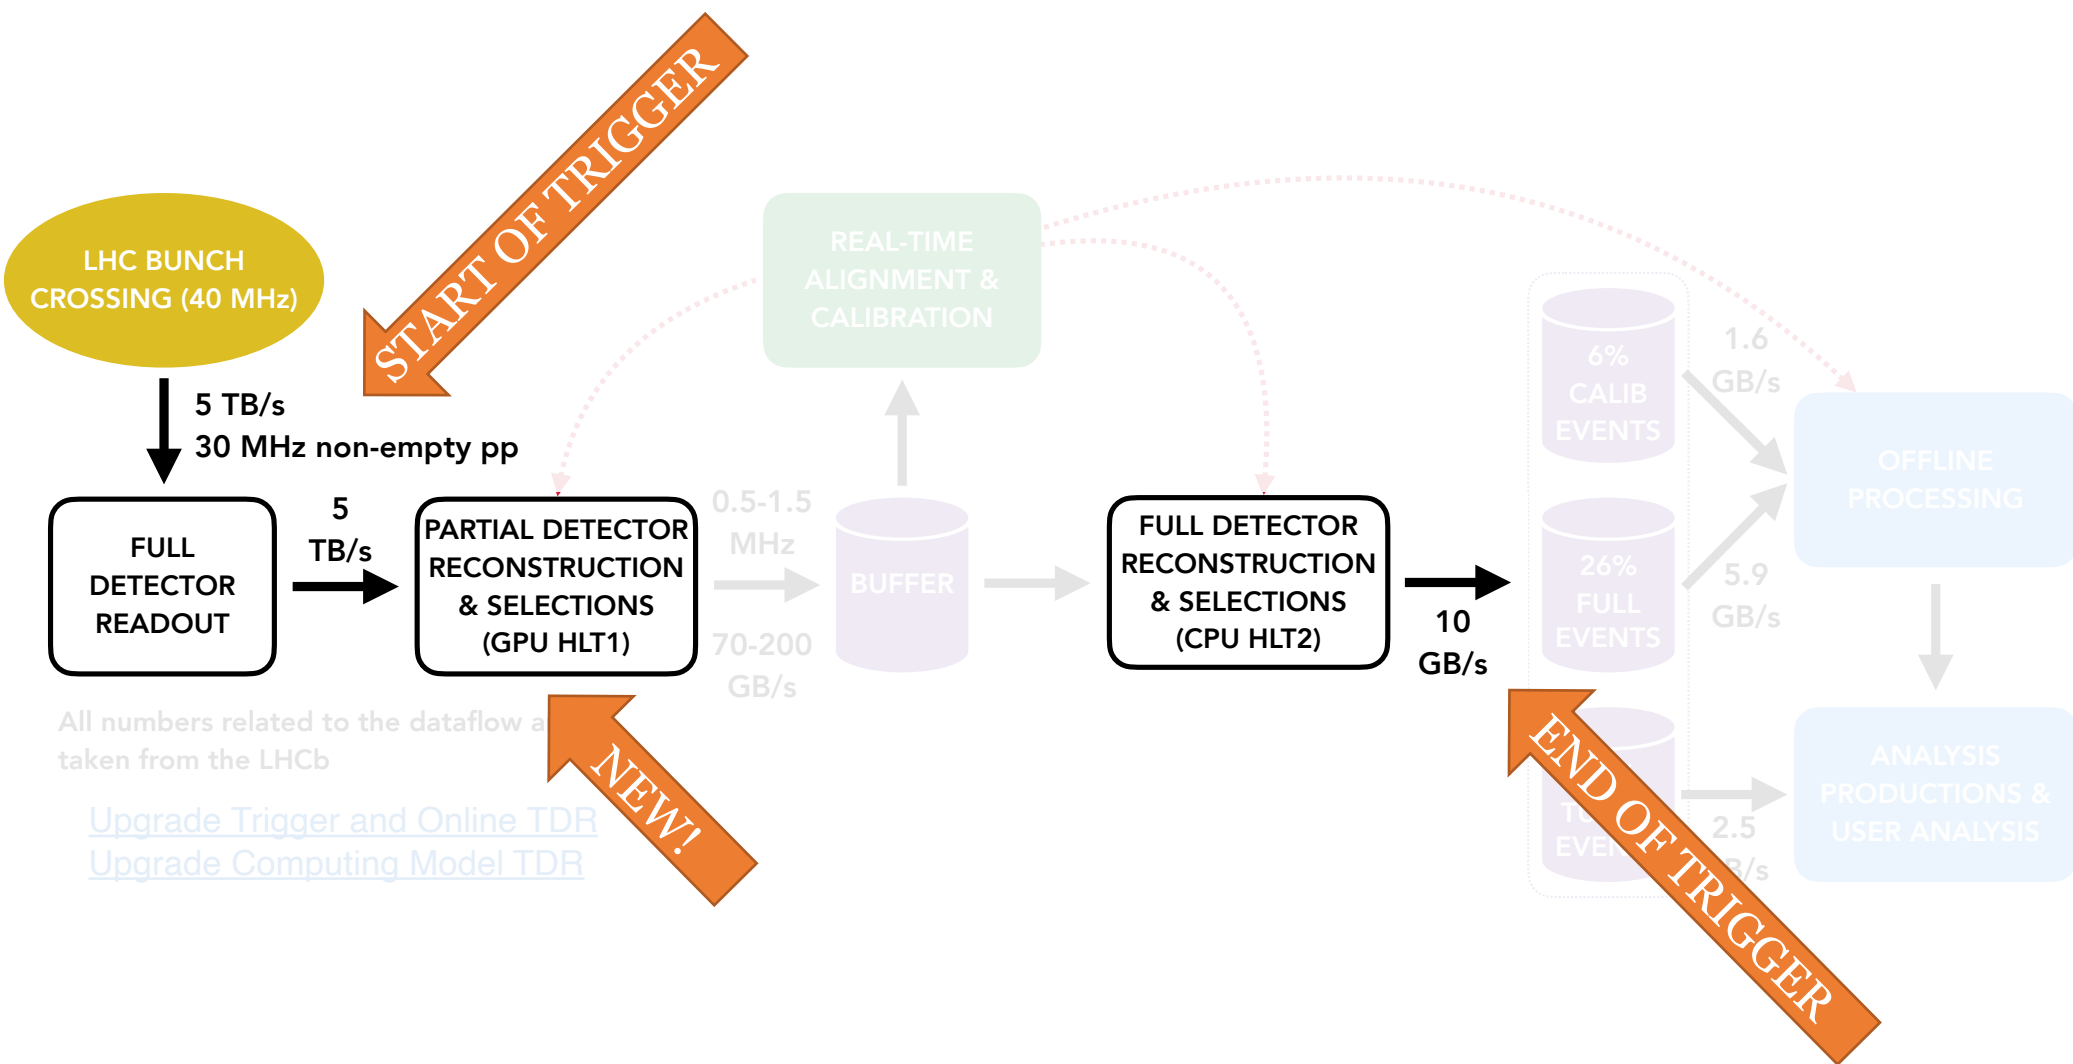 START OF TRIGGER
LHC BUNCH
CROSSING (40 MHz)
5 TB/s
30 MHz non-empty pp
FULL
DETECTOR
READOUT
5
TB/s
PARTIAL DETECTOR
RECONSTRUCTION
& SELECTIONS
(GPU HLT1)
0.5-1.5
MHz
70-200
GB/s
REAL-TIME
ALIGNMENT &
CALIBRATION
BUFFER
FULL DETECTOR
RECONSTRUCTION
& SELECTIONS
(CPU HLT2)
10
GB/s
6%
CALIB
EVENTS
26%
FULL
EVENTS
1.6
GB/s
5.9
GB/s
2.5
OFFLINE
PROCESSING
ANALYSIS
PRODUCTIONS &
USER ANALYSIS
All numbers related to the dataflow
taken from the LHCb
Upgrade Trigger and Online TDR
Upgrade Computing Model TDR
NEW!
END OF TRIGGER